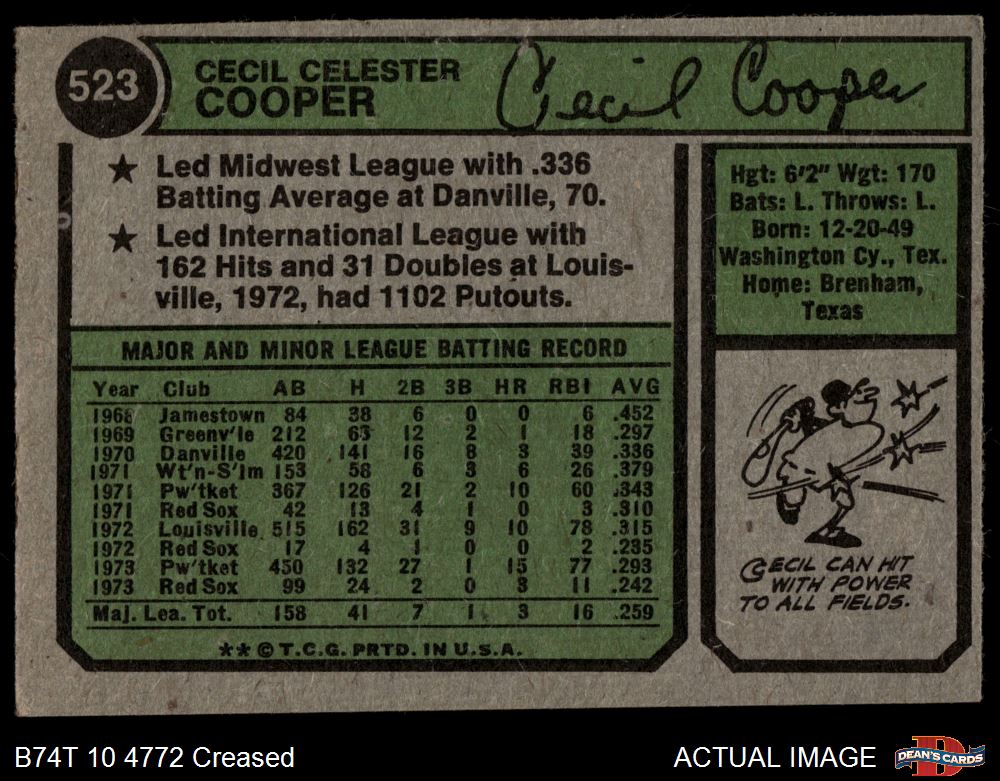 523
CECIL CELESTER
COOPER
Cecil Cooper
★ Led Midwest League with .336
Batting Average at Danville, 70.
★ Led International League with
162 Hits and 31 Doubles at Louis-
ville, 1972, had 1102 Putouts.
Hgt: 6'2" Wgt: 170
Bats: L. Throws: L.
Born: 12-20-49
Washington Cy., Tex.
Home: Brenham,
Texas
MAJOR AND MINOR LEAGUE BATTING RECORD
Year Club AB H 2B 3B HR RBI AVG
1968 Jamestown 84 38 6 0 0 6 .452
1969 Greenv'le 212 63 12 2 1 18 .297
1970 Danville 420 141 16 8 3 39 .336
1971 Wt'n-S'lm 153 58 6 3 6 26 .379
1971 Pw'tket 367 126 21 2 10 60 .343
1971 Red Sox 42 13 4 1 0 3 .310
1972 Louisville 515 162 31 9 10 78 .315
1972 Red Sox 17 4 1 0 0 2 .235
1973 Pw'tket 450 132 27 1 15 77 .293
1973 Red Sox 99 24 2 0 3 11 .242
Maj. Lea. Tot. 158 41 7 1 3 16 .259
** © T.C.G. PRTD. IN U.S.A.
CECIL CAN HIT
WITH POWER
TO ALL FIELDS.
B74T 10 4772 Creased
ACTUAL IMAGE
DEAN'S CARDS